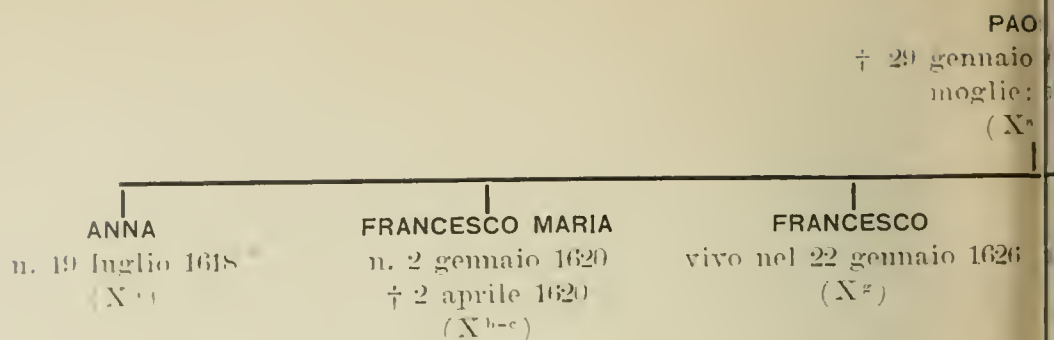 PAO
† 29 gennaio
moglie:
(X
ANNA
n. 19 luglio 1618
FRANCESCO MARIA
n. 2 gennaio 1620
† 2 aprile 1620
(X b-c)
FRANCESCO
vivo nel 22 gennaio 1626
(X g)